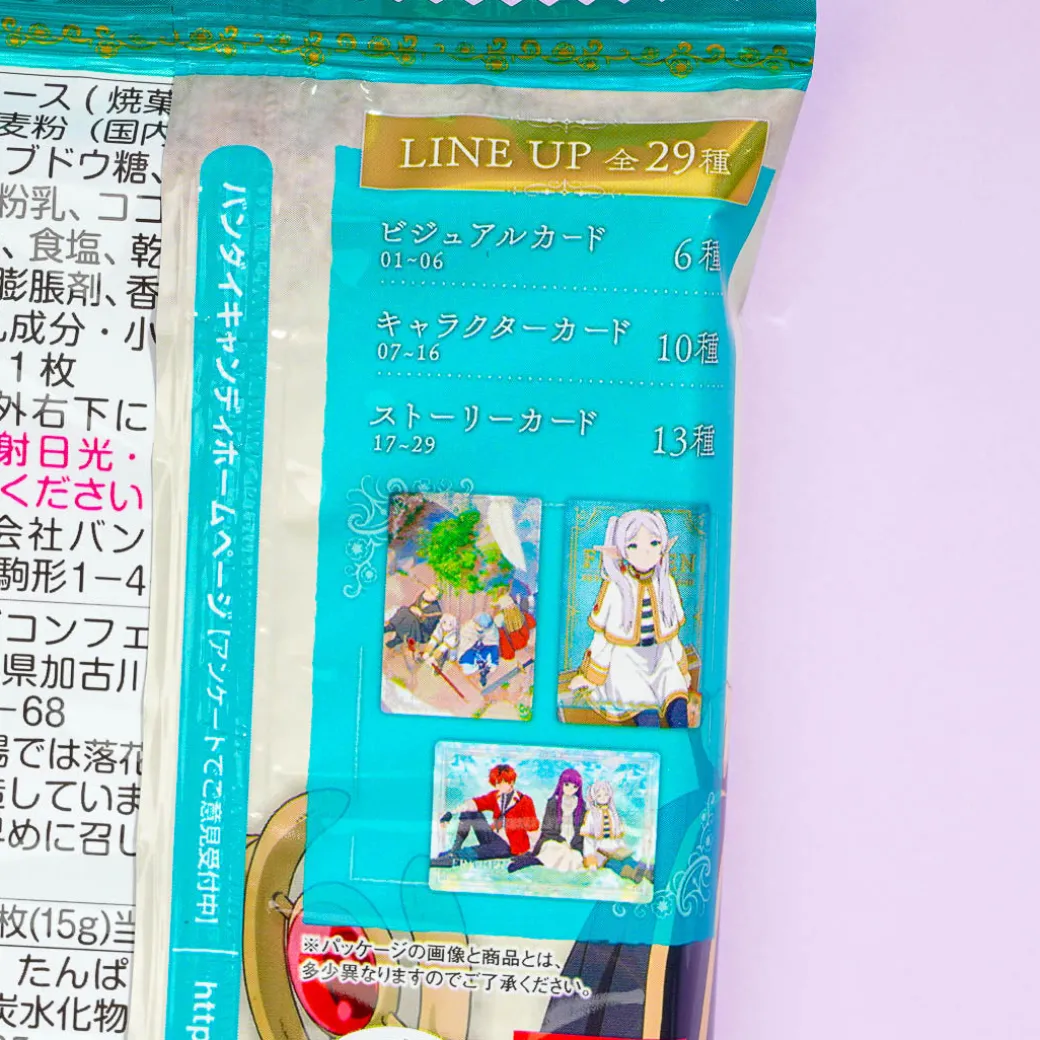 ース(焼菓
麦粉(国内
ブドウ糖、
粉乳、ココ
、食塩、乾
膨脹剤、香
乳成分・小
1枚
外右下に
射日光・
ください
会社バン
駒形1-4
コンフェ
県加古川
-68
場では落花
造していま
早めに召し
枚(15g)当
たんぱ
炭水化物
バンダイキャンディホームページ[アンケートでご意見受付中]
http
LINE UP 全29種
ビジュアルカード 6種
01~06
キャラクターカード 10種
07~16
ストーリーカード 13種
17~29
※パッケージの画像と商品とは、
多少異なりますのでご了承ください。